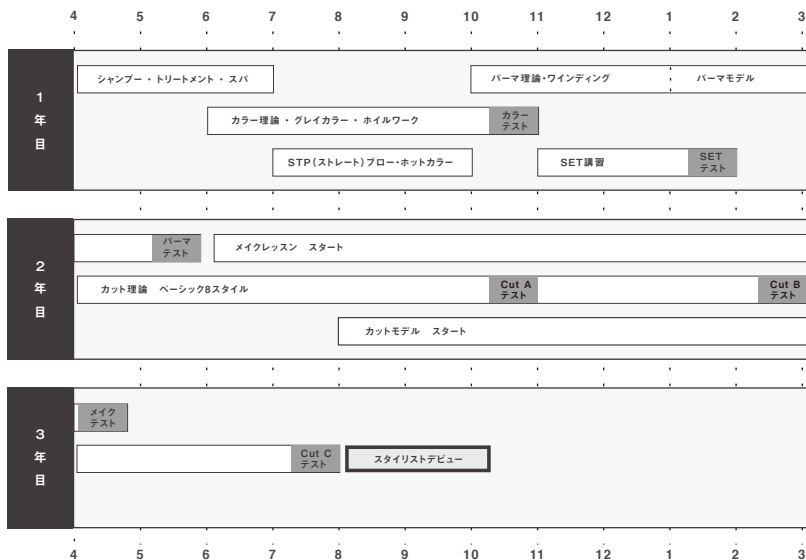 4 5 6 7 8 9 10 11 12 1 2 3
1年目
シャンプー ・ トリートメント ・ スパ
パーマ理論・ワインディング
パーマモデル
カラー理論 ・ グレイカラー ・ ホイルワーク
カラー
テスト
STP(ストレート)ブロー・ホットカラー
SET講習
SET
テスト
2年目
パーマ
テスト
メイクレッスン スタート
カット理論 ベーシック8スタイル
Cut A
テスト
Cut B
テスト
カットモデル スタート
3年目
メイク
テスト
Cut C
テスト
スタイリストデビュー
4 5 6 7 8 9 10 11 12 1 2 3